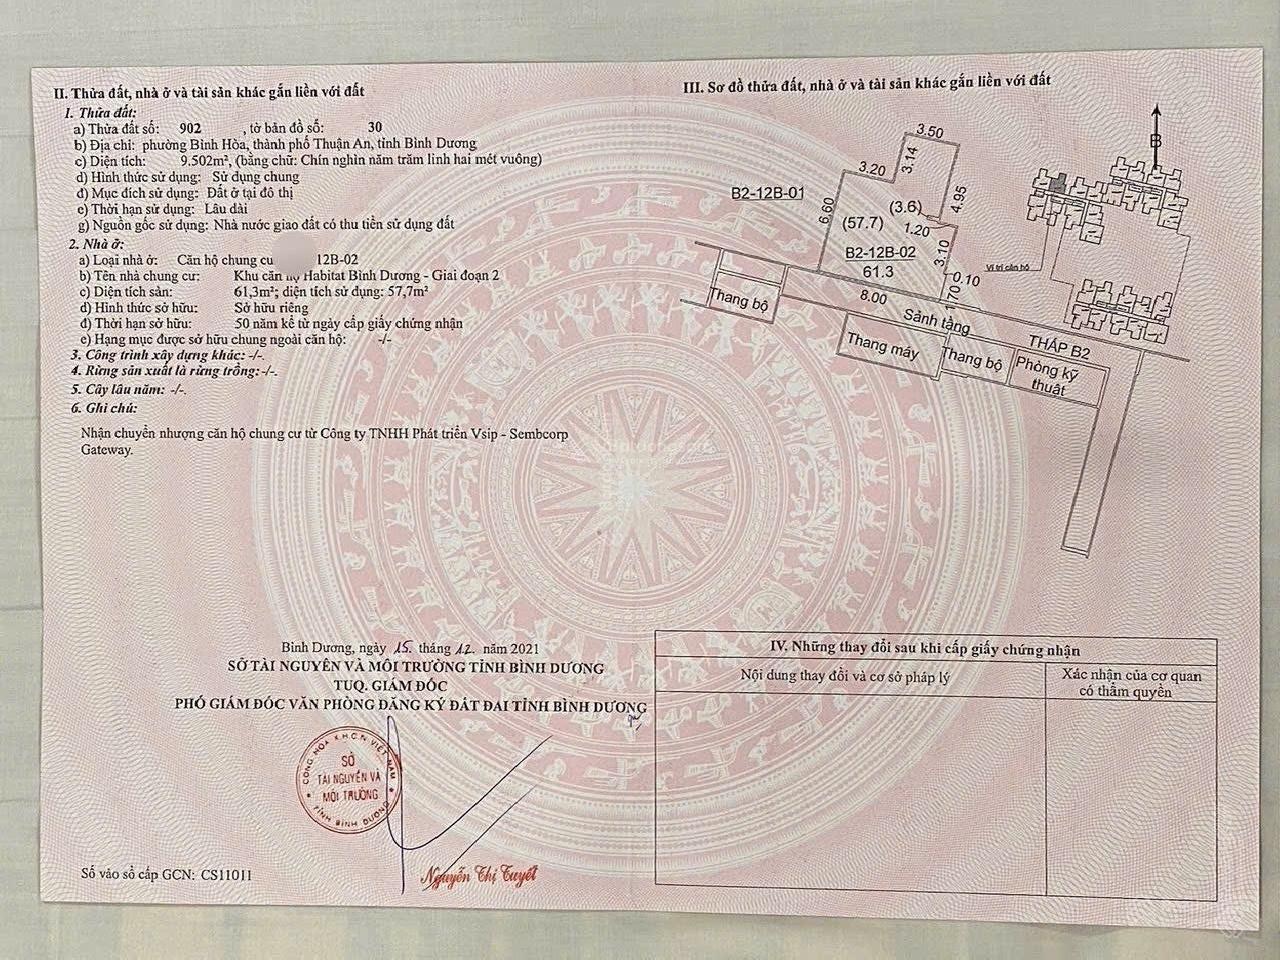 II. Thửa đất, nhà ở và tài sản khác gắn liền với đất
1. Thửa đất:
a) Thửa đất số: 902 , tờ bản đồ số: 30
b) Địa chỉ: phường Bình Hòa, thành phố Thuận An, tỉnh Bình Dương
c) Diện tích: 9.502m², (bằng chữ: Chín nghìn năm trăm linh hai mét vuông)
d) Hình thức sử dụng: Sử dụng chung
đ) Mục đích sử dụng: Đất ở tại đô thị
e) Thời hạn sử dụng: Lâu dài
g) Nguồn gốc sử dụng: Nhà nước giao đất có thu tiền sử dụng đất
2. Nhà ở:
a) Loại nhà ở: Căn hộ chung cư 12B-02
b) Tên nhà chung cư: Khu căn hộ Habitat Bình Dương - Giai đoạn 2
c) Diện tích sàn: 61,3m²; diện tích sử dụng: 57,7m²
d) Hình thức sở hữu: Sở hữu riêng
đ) Thời hạn sở hữu: 50 năm kể từ ngày cấp giấy chứng nhận
e) Hạng mục được sở hữu chung ngoài căn hộ: -/-
3. Công trình xây dựng khác: -/-.
4. Rừng sản xuất là rừng trồng:-/-.
5. Cây lâu năm: -/-.
6. Ghi chú:
Nhận chuyển nhượng căn hộ chung cư từ Công ty TNHH Phát triển Vsip - Sembcorp
Gateway.
Bình Dương, ngày 15 tháng 12 năm 2021
SỞ TÀI NGUYÊN VÀ MÔI TRƯỜNG TỈNH BÌNH DƯƠNG
TUQ. GIÁM ĐỐC
PHÓ GIÁM ĐỐC VĂN PHÒNG ĐĂNG KÝ ĐẤT ĐAI TỈNH BÌNH DƯƠNG
CỘNG HÒA X.H.C.N VIỆT NAM
SỞ
TÀI NGUYÊN VÀ
MÔI TRƯỜNG
TỈNH BÌNH DƯƠNG
Nguyễn Thị Tuyết
Số vào sổ cấp GCN: CS11011
III. Sơ đồ thửa đất, nhà ở và tài sản khác gắn liền với đất
B
3.50
3.14
3.20
4.95
B2-12B-01
6.60
(3.6)
(57.7)
1.20
3.10
B2-12B-02
61.3
0.10
1.70
8.00
Vị trí căn hộ
Thang bộ
Sảnh tầng
THÁP B2
Thang máy
Thang bộ
Phòng kỹ
thuật
IV. Những thay đổi sau khi cấp giấy chứng nhận
Nội dung thay đổi và cơ sở pháp lý
Xác nhận của cơ quan
có thẩm quyền